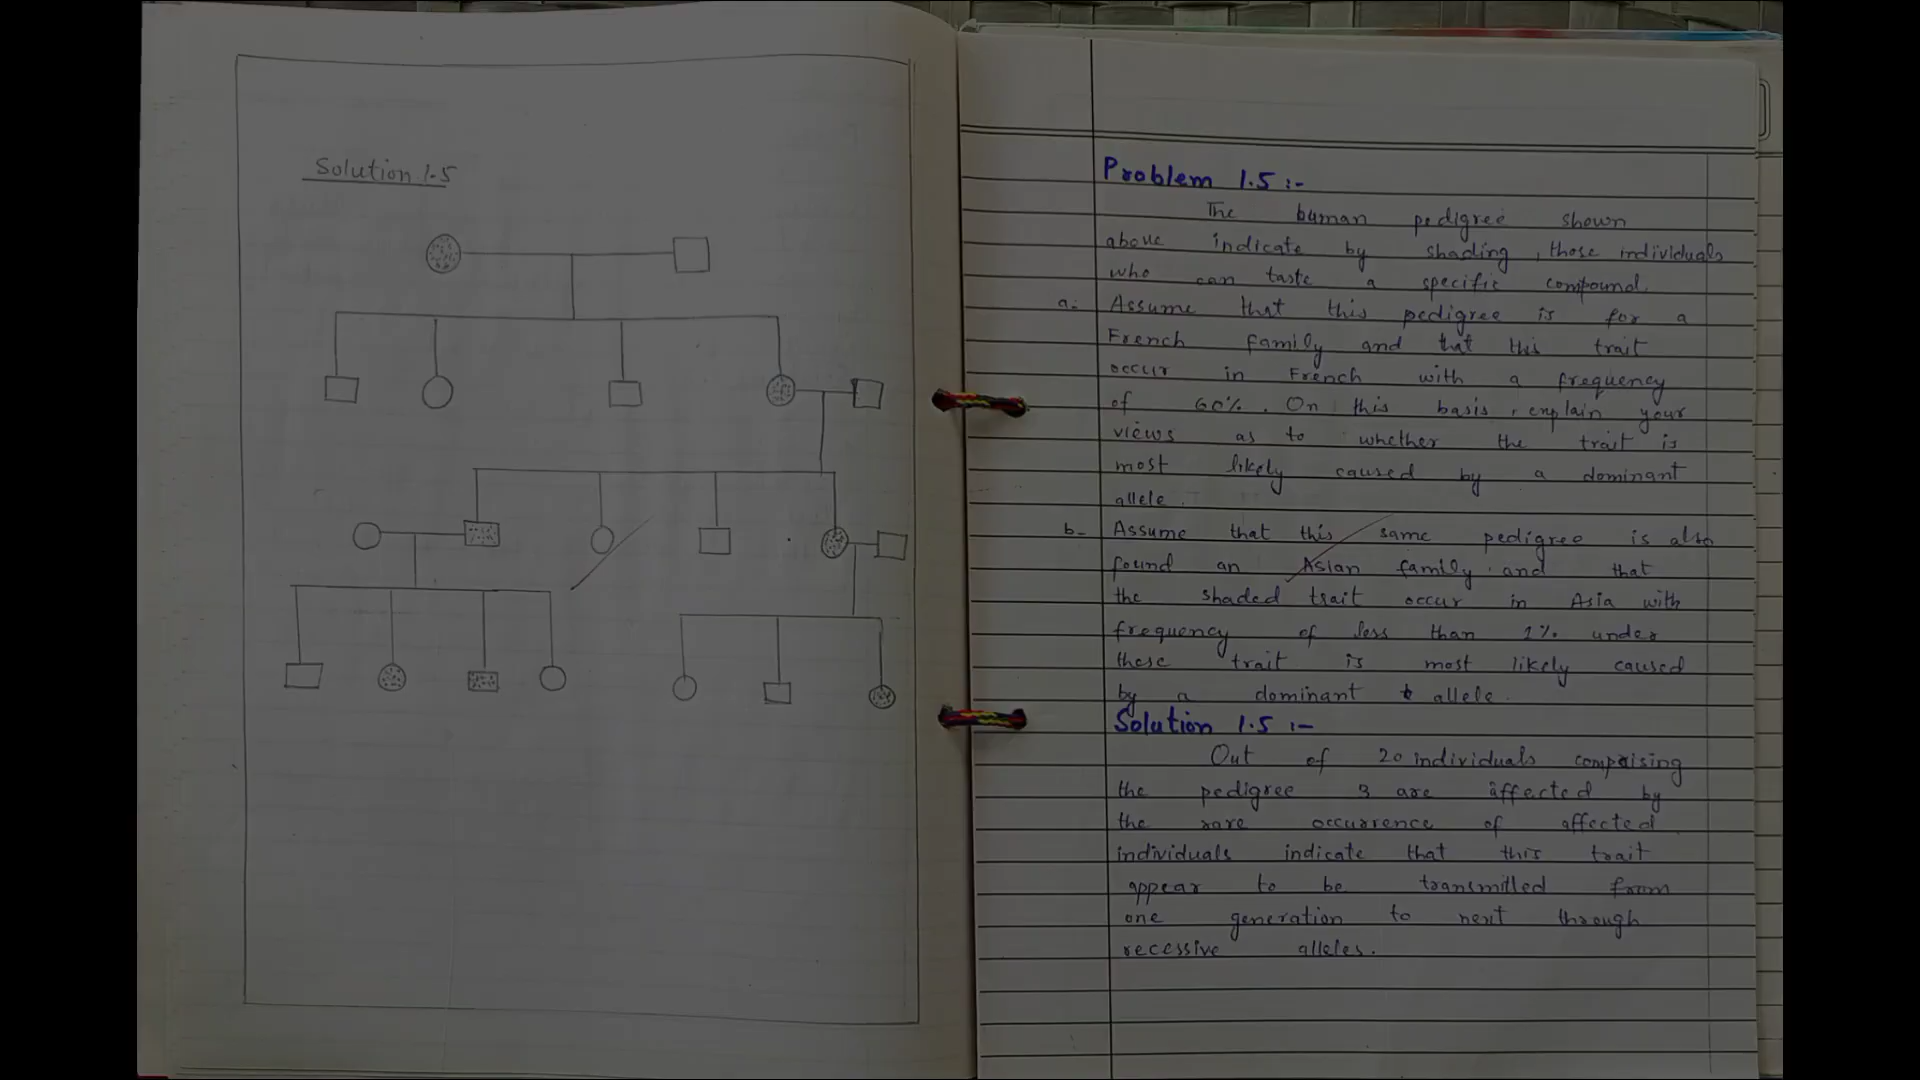 Solution 1.5
Problem 1.5 :-
The human pedigree shown
above indicate by shading, those individuals
who can taste a specific compound.
a- Assume that this pedigree is for a
French family and that this trait
occur in French with a frequency
of 60%. On this basis, explain your
views as to whether the trait is
most likely caused by a dominant
allele.
b- Assume that this same pedigree is also
found an Asian family and that
the shaded trait occur in Asia with
frequency of less than 1% under
these trait is most likely caused
by a dominant allele.
Solution 1.5 :-
Out of 20 individuals comprising
the pedigree 3 are affected by
the rare occurrence of affected
individuals indicate that this trait
appear to be transmitted from
one generation to next through
recessive alleles.